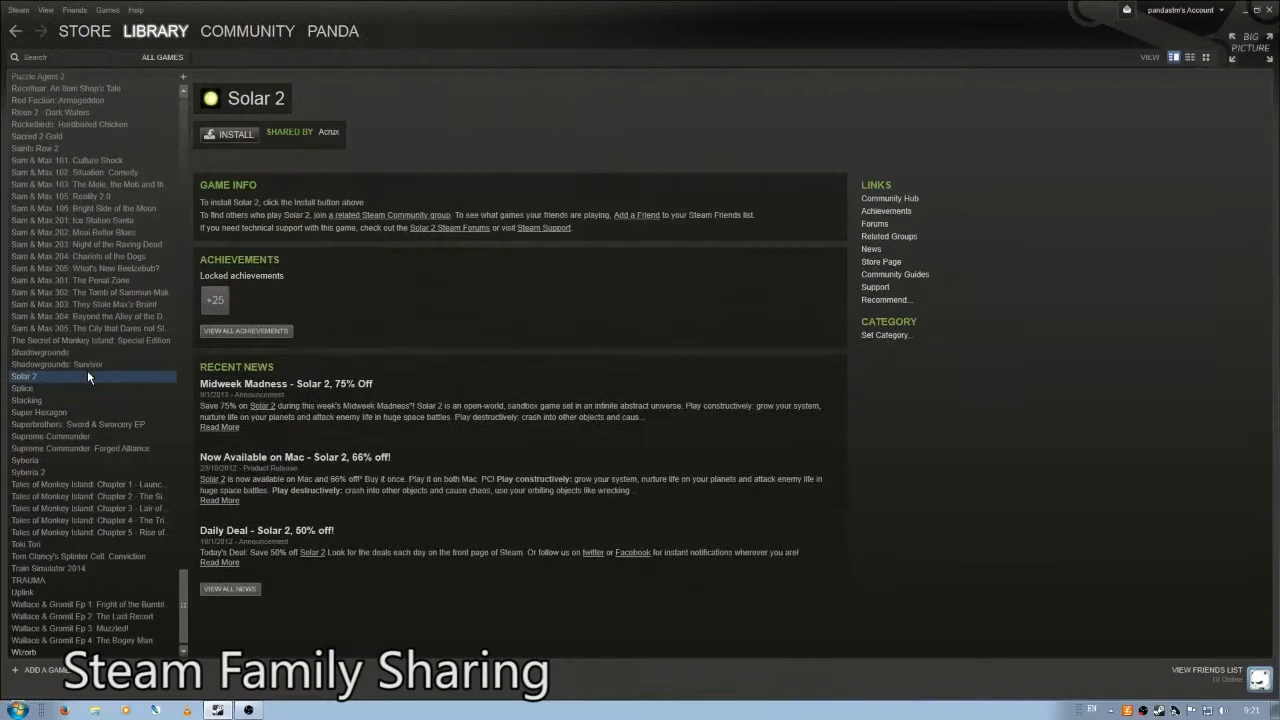 Steam View Friends Games Help
pandastm's Account
STORE LIBRARY COMMUNITY PANDA
BIG PICTURE
Search ALL GAMES
VIEW
Puzzle Agent 2
Recettear: An Item Shop's Tale
Red Faction: Armageddon
Risen 2 - Dark Waters
Rocketbirds: Hardboiled Chicken
Sacred 2 Gold
Saints Row 2
Sam & Max 101: Culture Shock
Sam & Max 102: Situation: Comedy
Sam & Max 103: The Mole, the Mob and th
Sam & Max 105: Reality 2.0
Sam & Max 106: Bright Side of the Moon
Sam & Max 201: Ice Station Santa
Sam & Max 202: Moai Better Blues
Sam & Max 203: Night of the Raving Dead
Sam & Max 204: Chariots of the Dogs
Sam & Max 205: What's New Beelzebub?
Sam & Max 301: The Penal Zone
Sam & Max 302: The Tomb of Sammun-Mak
Sam & Max 303: They Stole Max's Brain!
Sam & Max 304: Beyond the Alley of the D...
Sam & Max 305: The City that Dares not Sl...
The Secret of Monkey Island: Special Edition
Shadowgrounds
Shadowgrounds: Survivor
Solar 2
Splice
Stacking
Super Hexagon
Superbrothers: Sword & Sworcery EP
Supreme Commander
Supreme Commander: Forged Alliance
Syberia
Syberia 2
Tales of Monkey Island: Chapter 1 - Launc...
Tales of Monkey Island: Chapter 2 - The Si...
Tales of Monkey Island: Chapter 3 - Lair of ...
Tales of Monkey Island: Chapter 4 - The Tri...
Tales of Monkey Island: Chapter 5 - Rise of...
Toki Tori
Tom Clancy's Splinter Cell: Conviction
Train Simulator 2014
TRAUMA
Uplink
Wallace & Gromit Ep 1: Fright of the Bumbl...
Wallace & Gromit Ep 2: The Last Resort
Wallace & Gromit Ep 3: Muzzled!
Wallace & Gromit Ep 4: The Bogey Man
Wizorb
+ ADD A GAME
Solar 2
INSTALL SHARED BY Acrux
GAME INFO
To install Solar 2, click the Install button above.
To find others who play Solar 2, join a related Steam Community group. To see what games your friends are playing, Add a Friend to your Steam Friends list.
If you need technical support with this game, check out the Solar 2 Steam Forums or visit Steam Support.
ACHIEVEMENTS
Locked achievements
+25
VIEW ALL ACHIEVEMENTS
RECENT NEWS
Midweek Madness - Solar 2, 75% Off
9/1/2013 - Announcement
Save 75% on Solar 2 during this week's Midweek Madness*! Solar 2 is an open-world, sandbox game set in an infinite abstract universe. Play constructively: grow your system,
nurture life on your planets and attack enemy life in huge space battles. Play destructively: crash into other objects and caus...
Read More
Now Available on Mac - Solar 2, 66% off!
20/10/2012 - Product Release
Solar 2 is now available on Mac and 66% off!* Buy it once. Play it on both Mac PC! Play constructively: grow your system, nurture life on your planets and attack enemy life in
huge space battles. Play destructively: crash into other objects and cause chaos, use your orbiting objects like wrecking ...
Read More
Daily Deal - Solar 2, 50% off!
19/1/2012 - Announcement
Today's Deal: Save 50% off Solar 2 Look for the deals each day on the front page of Steam. Or follow us on twitter or Facebook for instant notifications wherever you are!
Read More
VIEW ALL NEWS
LINKS
Community Hub
Achievements
Forums
Related Groups
News
Store Page
Community Guides
Support
Recommend...
CATEGORY
Set Category...
Steam Family Sharing
VIEW FRIENDS LIST
10 Online
EN
9:21